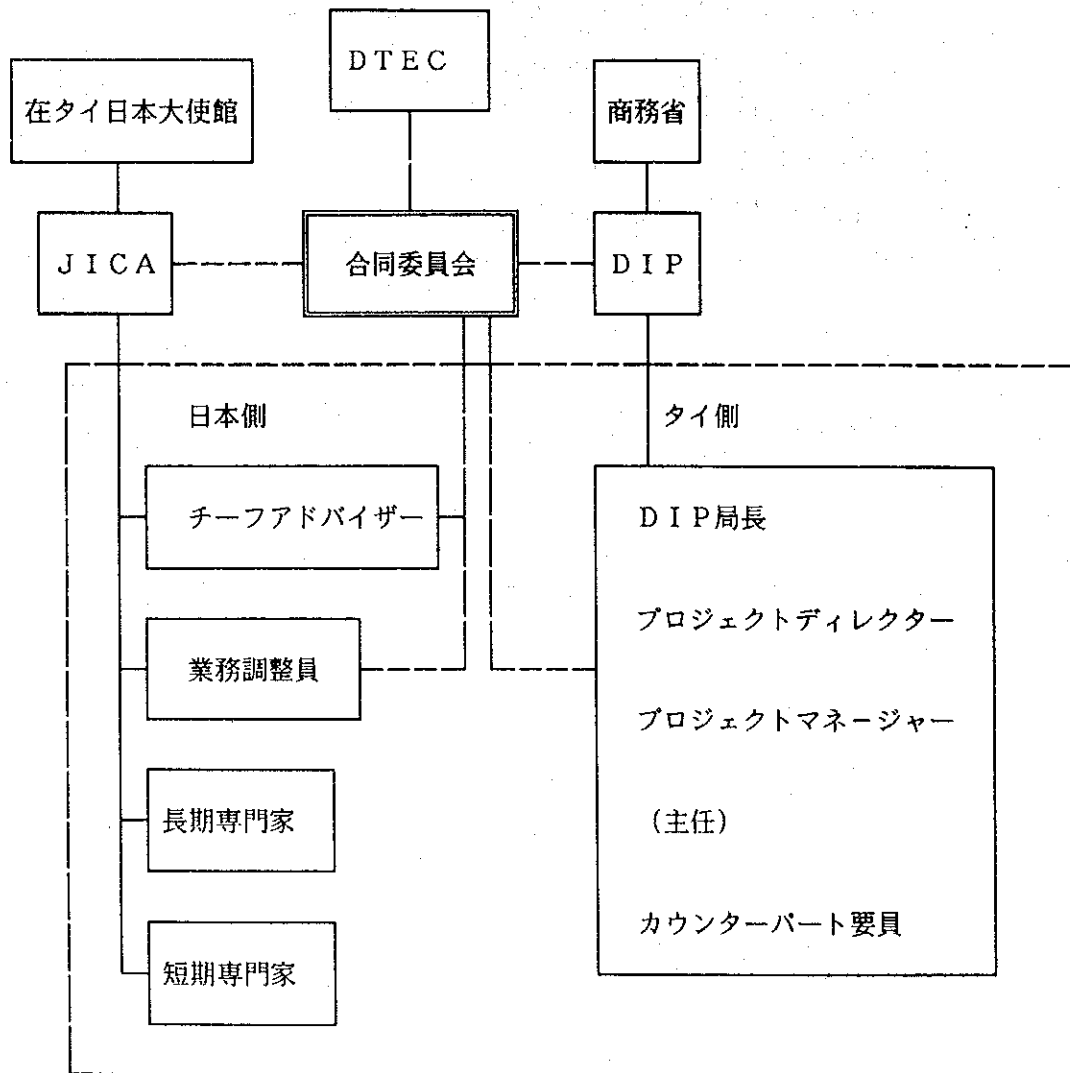 ＤＴＥＣ
在タイ日本大使館
商務省
ＪＩＣＡ
合同委員会
ＤＩＰ
日本側
タイ側
チーフアドバイザー
ＤＩＰ局長
プロジェクトディレクター
業務調整員
プロジェクトマネージャー
長期専門家
（主任）
カウンターパート要員
短期専門家